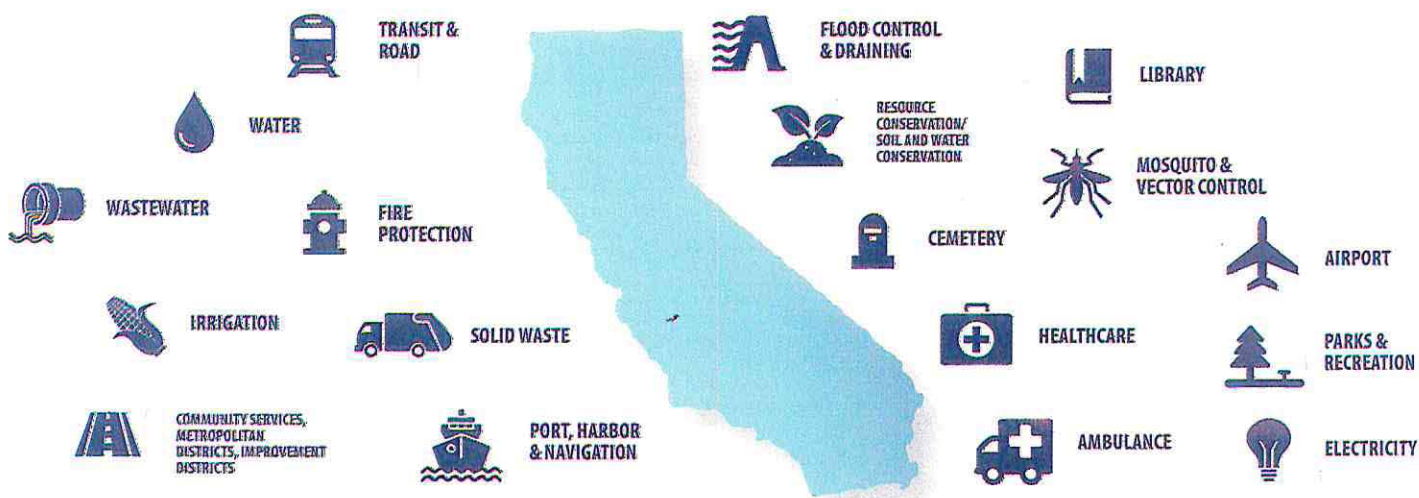 TRANSIT &
ROAD
WATER
WASTEWATER
FIRE
PROTECTION
IRRIGATION
SOLID WASTE
COMMUNITY SERVICES,
METROPOLITAN
DISTRICTS, IMPROVEMENT
DISTRICTS
PORT, HARBOR
& NAVIGATION
FLOOD CONTROL
& DRAINING
LIBRARY
RESOURCE
CONSERVATION/
SOIL AND WATER
CONSERVATION
MOSQUITO &
VECTOR CONTROL
CEMETERY
AIRPORT
HEALTHCARE
PARKS &
RECREATION
AMBULANCE
ELECTRICITY